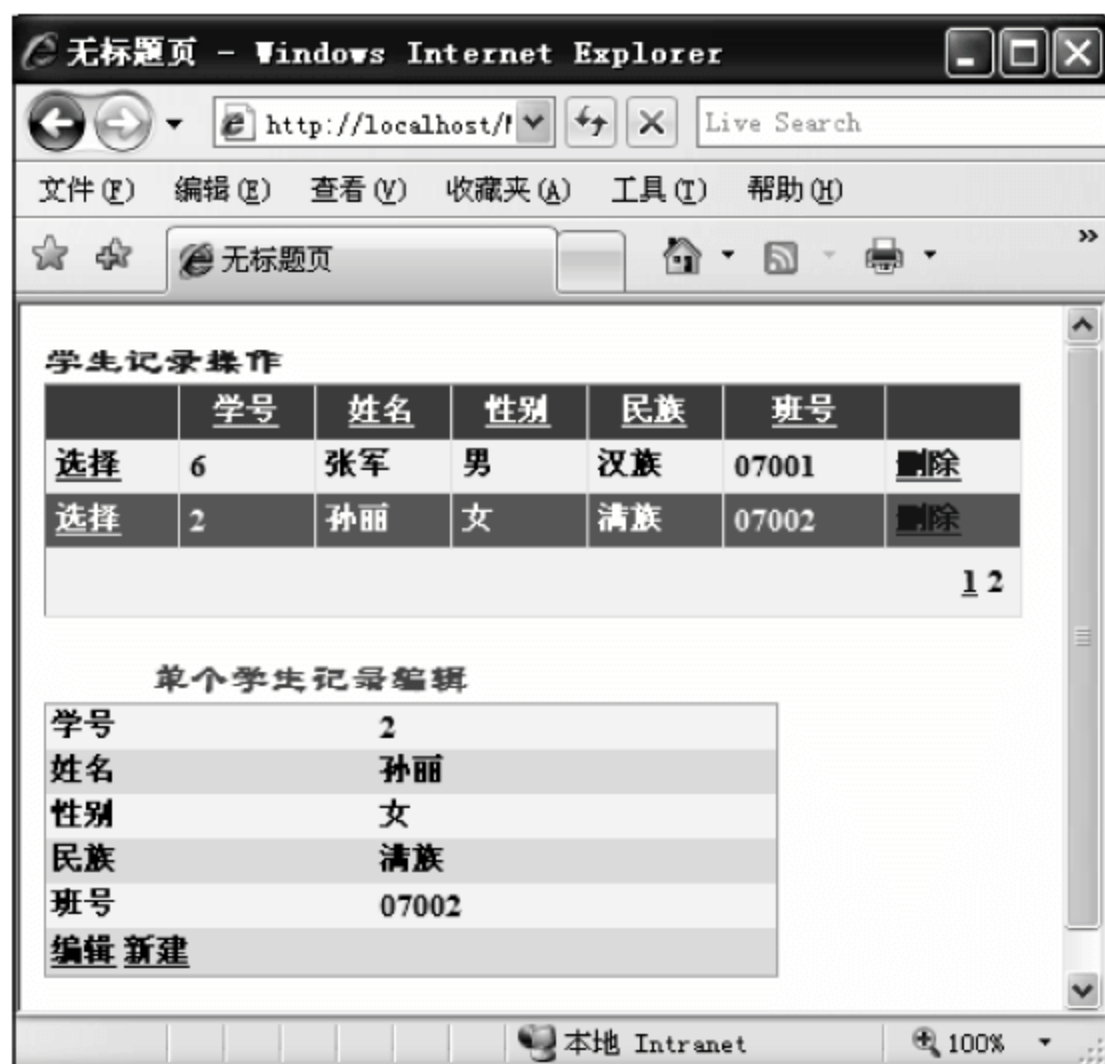 无标题页 - Windows Internet Explorer
http://localhost/ Live Search
文件(F) 编辑(E) 查看(V) 收藏夹(A) 工具(T) 帮助(H)
无标题页 »
学生记录操作
学号 姓名 性别 民族 班号
选择 6 张军 男 汉族 07001 删除
选择 2 孙丽 女 清族 07002 删除
1 2
单个学生记录编辑
学号 2
姓名 孙丽
性别 女
民族 清族
班号 07002
编辑 新建
本地 Intranet 100%